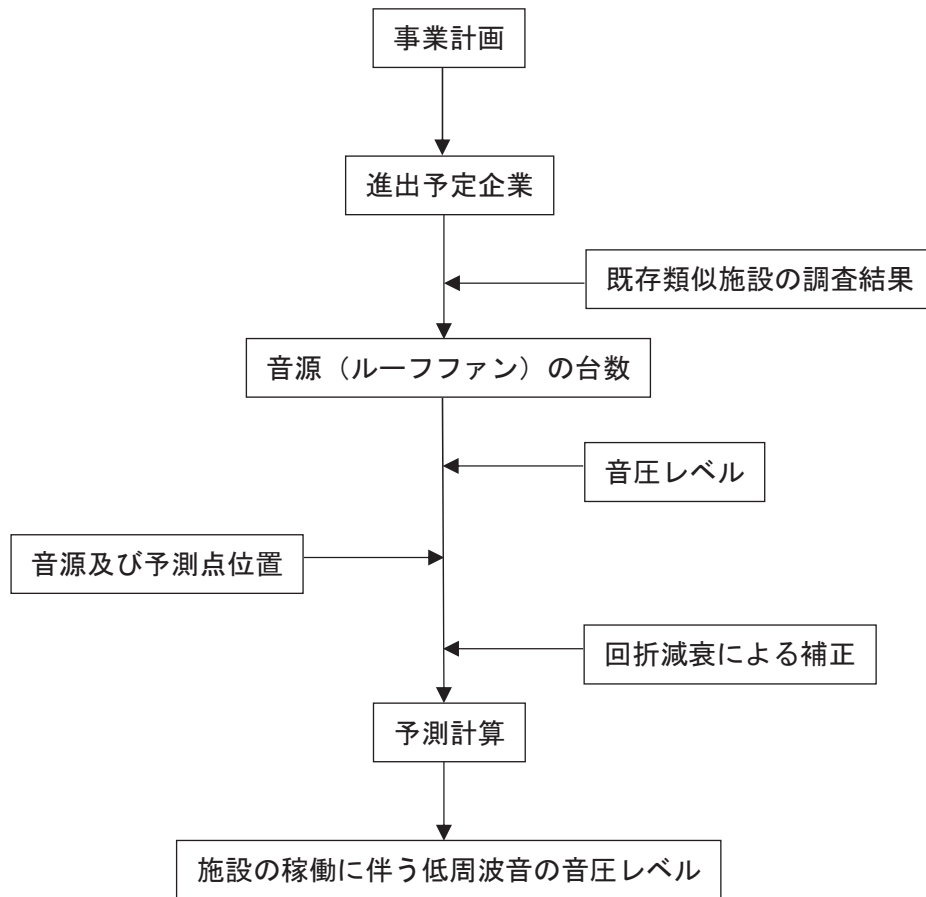 事業計画
進出予定企業
既存類似施設の調査結果
音源（ルーフファン）の台数
音圧レベル
音源及び予測点位置
回折減衰による補正
予測計算
施設の稼働に伴う低周波音の音圧レベル